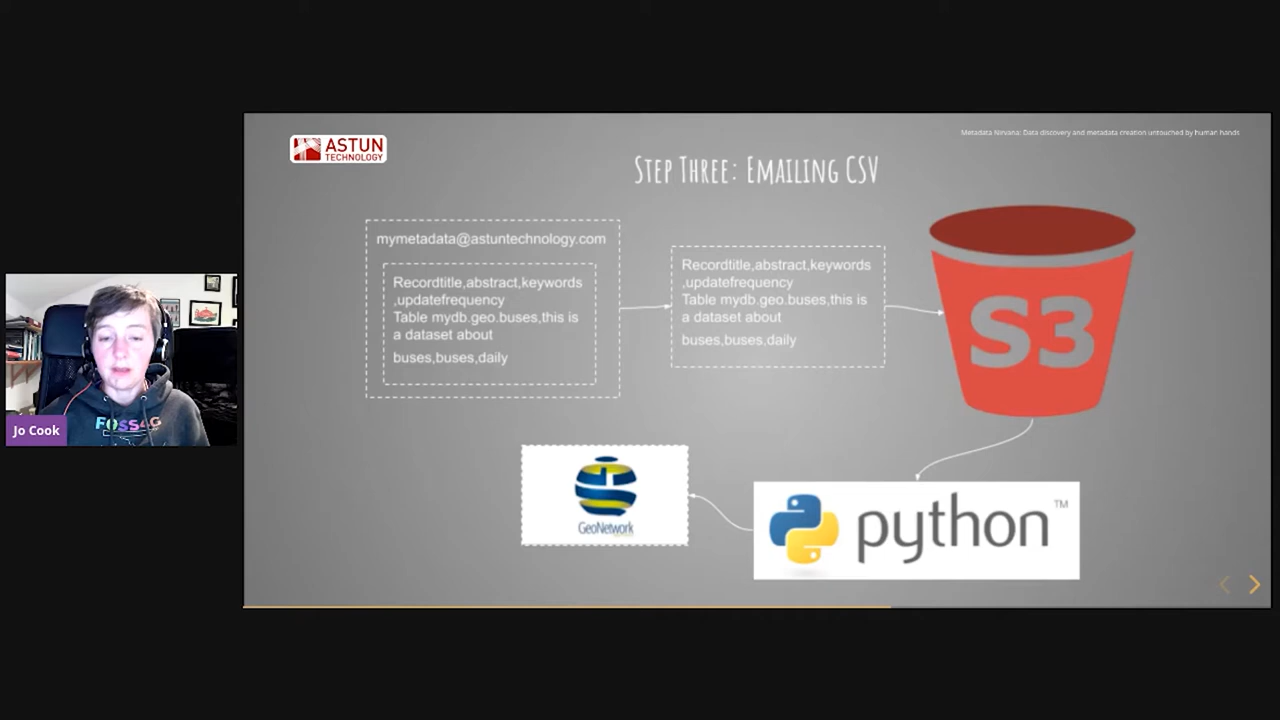 ASTUN
TECHNOLOGY
Metadata Nirvana: Data discovery and metadata creation untouched by human hands
Step Three: Emailing CSV
mymetadata@astuntechnology.com
Recordtitle,abstract,keywords
,updatefrequency
Table mydb.geo.buses,this is
a dataset about
buses,buses,daily
Recordtitle,abstract,keywords
,updatefrequency
Table mydb.geo.buses,this is
a dataset about
buses,buses,daily
S3
GeoNetwork
python™
Jo Cook
FOSS4G